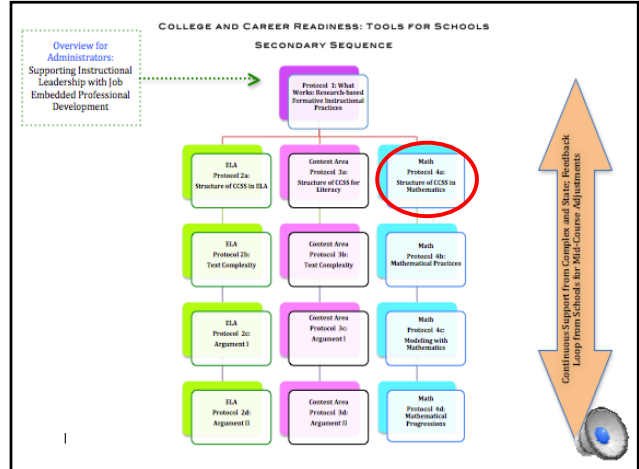 COLLEGE AND CAREER READINESS: TOOLS FOR SCHOOLS
SECONDARY SEQUENCE
Overview for
Administrators:
Supporting Instructional
Leadership with Job
Embedded Professional
Development
Protocol 1: What
Works: Research-based
Formative Instructional
Practices
ELA
Protocol 2a:
Structure of CCSS in ELA
Content Area
Protocol 3a:
Structure of CCSS for
Literacy
Math
Protocol 4a:
Structure of CCSS in
Mathematics
ELA
Protocol 2b:
Text Complexity
Content Area
Protocol 3b:
Text Complexity
Math
Protocol 4b:
Mathematical Practices
ELA
Protocol 2c:
Argument I
Content Area
Protocol 3c:
Argument I
Math
Protocol 4c:
Modeling with
Mathematics
ELA
Protocol 2d:
Argument II
Content Area
Protocol 3d:
Argument II
Math
Protocol 4d:
Mathematical
Progressions
Continuous Support from Complex and State; Feedback
Loop from Schools for Mid-Course Adjustments